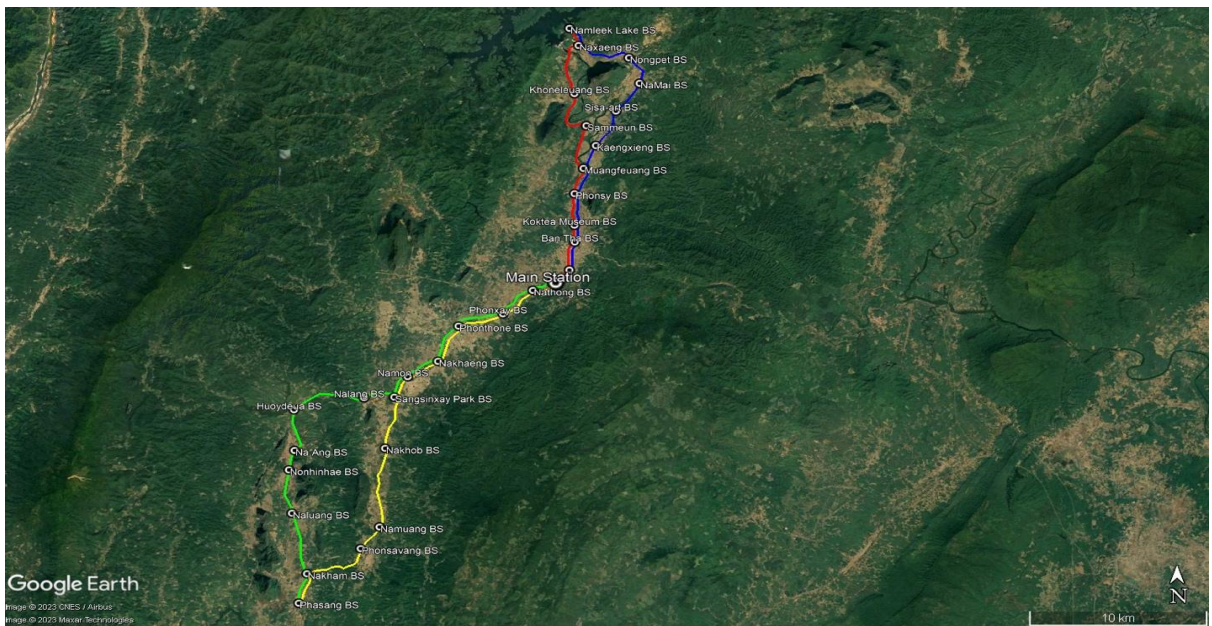 Namleek Lake BS
Naxaeng BS
Nongpet BS
NaMai BS
Khoneleuang BS
Sisa-art BS
Sammeun BS
Kaengxieng BS
Muangfeuang BS
Phonsy BS
Koktea Museum BS
Ban Tha BS
Main Station
Nathong BS
Phonxay BS
Phonthone BS
Nakhaeng BS
Namon BS
Nalang BS
Sangsinxay Park BS
Huoydeua BS
Nakhob BS
Na'Ang BS
Nonhinhae BS
Naluang BS
Namuang BS
Phonsavang BS
Nakham BS
Phasang BS
Google Earth
Image © 2023 CNES / Airbus
Image © 2023 Maxar Technologies
N
10 km